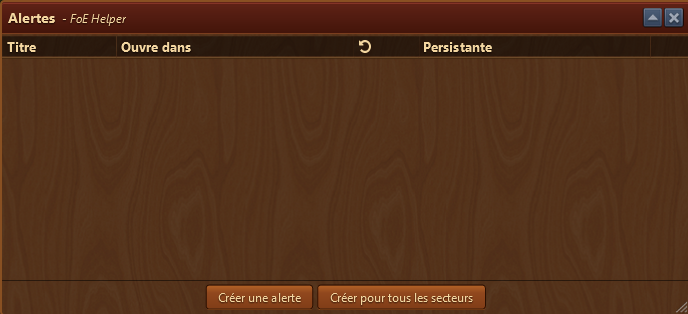 Alertes - FoE Helper
Titre Ouvre dans Persistante
Créer une alerte Créer pour tous les secteurs